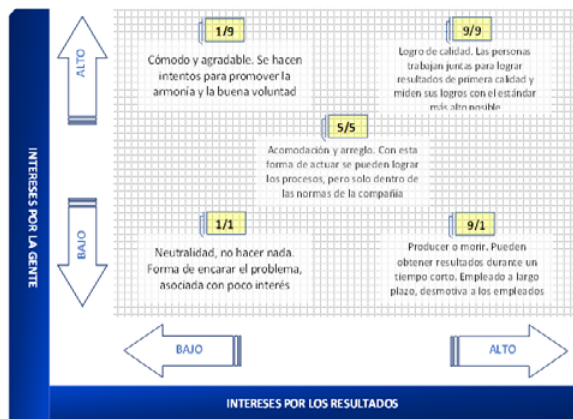 1/9
9/9
ALTO
Cómodo y agradable. Se hacen
intentos para promover la
armonía y la buena voluntad
Logro de calidad. Las personas
trabajan juntas para lograr
resultados de primera calidad y
miden sus logros con el estándar
más alto posible
5/5
Acomodación y arreglo. Con esta
forma de actuar se pueden lograr
los procesos, pero solo dentro de
las normas de la compañía
INTERESES POR LA GENTE
1/1
9/1
BAJO
Neutralidad, no hacer nada.
Forma de encarar el problema,
asociada con poco interés
Producer o morir. Pueden
obtener resultados durante un
tiempo corto. Empleado a largo
plazo, desmotiva a los empleados
BAJO
ALTO
INTERESES POR LOS RESULTADOS